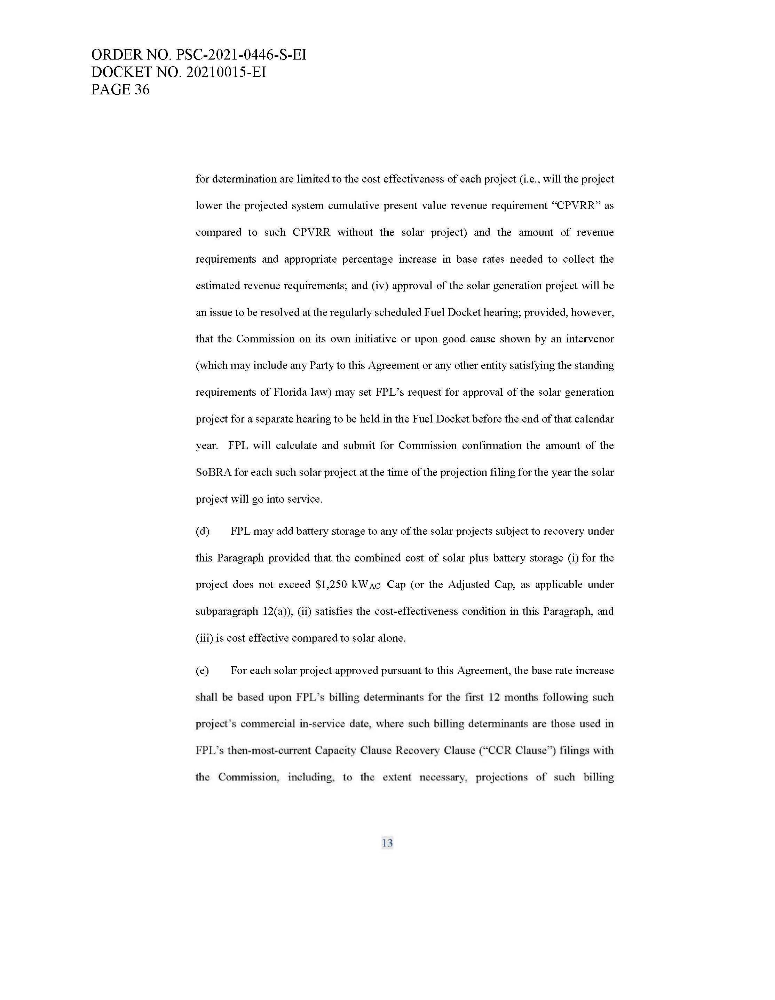 ORDER NO. PSC-2021-0446-S-EI
DOCKET NO. 20210015-EI
PAGE 36
for determination are limited to the cost effectiveness of each project (i.e., will the project
lower the projected system cumulative present value revenue requirement “CPVRR” as
compared to such CPVRR without the solar project) and the amount of revenue
requirements and appropriate percentage increase in base rates needed to collect the
estimated revenue requirements; and (iv) approval of the solar generation project will be
an issue to be resolved at the regularly scheduled Fuel Docket hearing; provided, however,
that the Commission on its own initiative or upon good cause shown by an intervenor
(which may include any Party to this Agreement or any other entity satisfying the standing
requirements of Florida law) may set FPL’s request for approval of the solar generation
project for a separate hearing to be held in the Fuel Docket before the end of that calendar
year. FPL will calculate and submit for Commission confirmation the amount of the
SoBRA for each such solar project at the time of the projection filing for the year the solar
project will go into service.
(d) FPL may add battery storage to any of the solar projects subject to recovery under
this Paragraph provided that the combined cost of solar plus battery storage (i) for the
project does not exceed $1,250 kWAC Cap (or the Adjusted Cap, as applicable under
subparagraph 12(a)), (ii) satisfies the cost-effectiveness condition in this Paragraph, and
(iii) is cost effective compared to solar alone.
(e) For each solar project approved pursuant to this Agreement, the base rate increase
shall be based upon FPL’s billing determinants for the first 12 months following such
project’s commercial in-service date, where such billing determinants are those used in
FPL’s then-most-current Capacity Clause Recovery Clause (“CCR Clause”) filings with
the Commission, including, to the extent necessary, projections of such billing
13